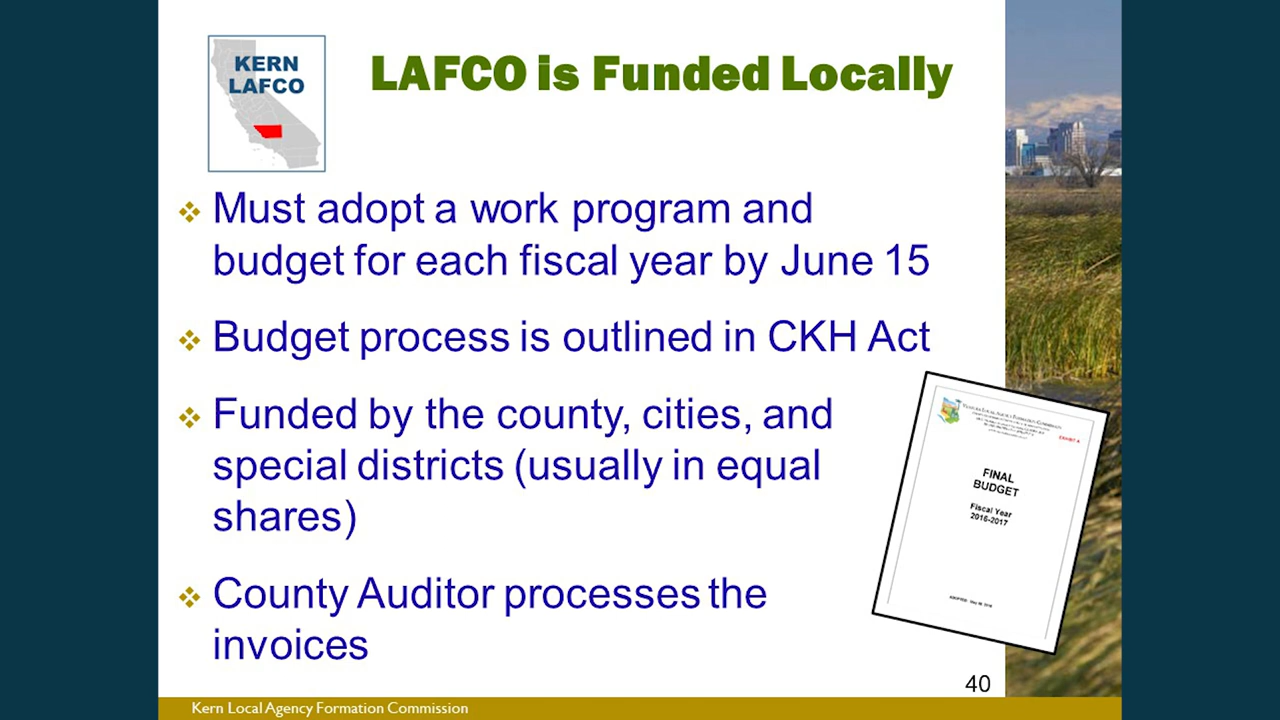 KERN
LAFCO
LAFCO is Funded Locally
Must adopt a work program and
budget for each fiscal year by June 15
Budget process is outlined in CKH Act
Funded by the county, cities, and
special districts (usually in equal
shares)
County Auditor processes the
invoices
EXHIBIT A
FINAL
BUDGET
Fiscal Year
2016-2017
40
Kern Local Agency Formation Commission